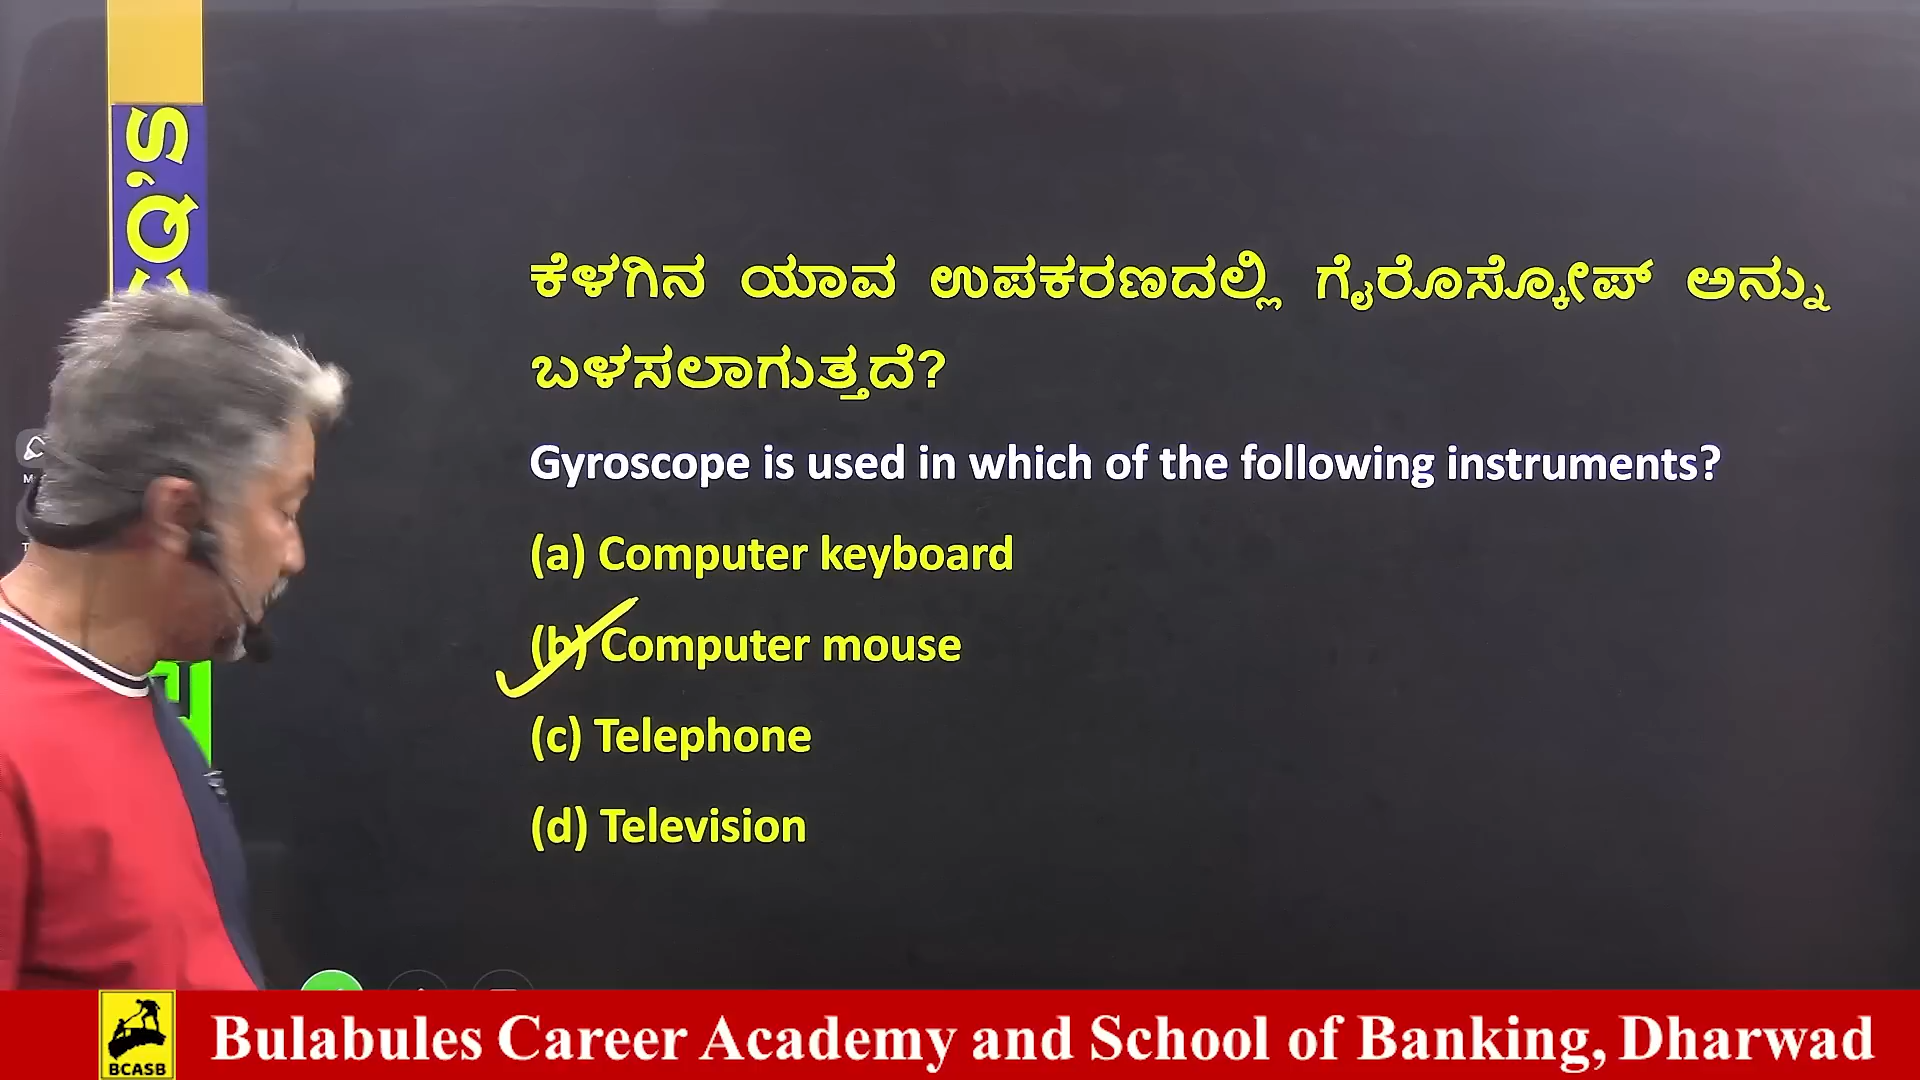 CQ'S
ಕೆಳಗಿನ ಯಾವ ಉಪಕರಣದಲ್ಲಿ ಗೈರೊಸ್ಕೋಪ್ ಅನ್ನು
ಬಳಸಲಾಗುತ್ತದೆ?
Gyroscope is used in which of the following instruments?
(a) Computer keyboard
(b) Computer mouse
(c) Telephone
(d) Television
BCASB
Bulabules Career Academy and School of Banking, Dharwad